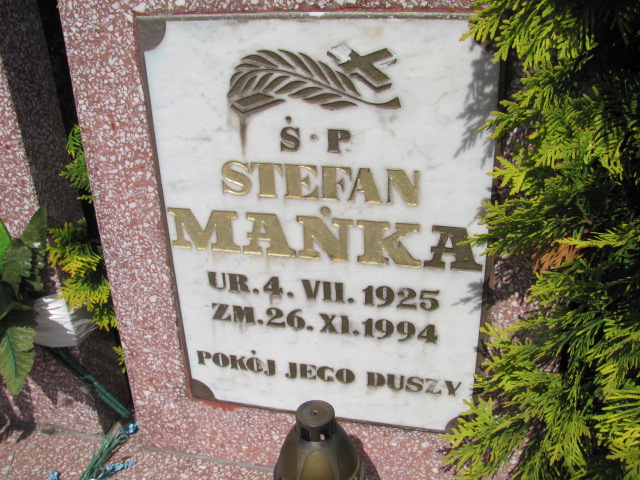 Ś·P
STEFAN
MAŃKA
UR. 4. VII. 1925
ZM. 26. XI. 1994
POKÓJ JEGO DUSZY